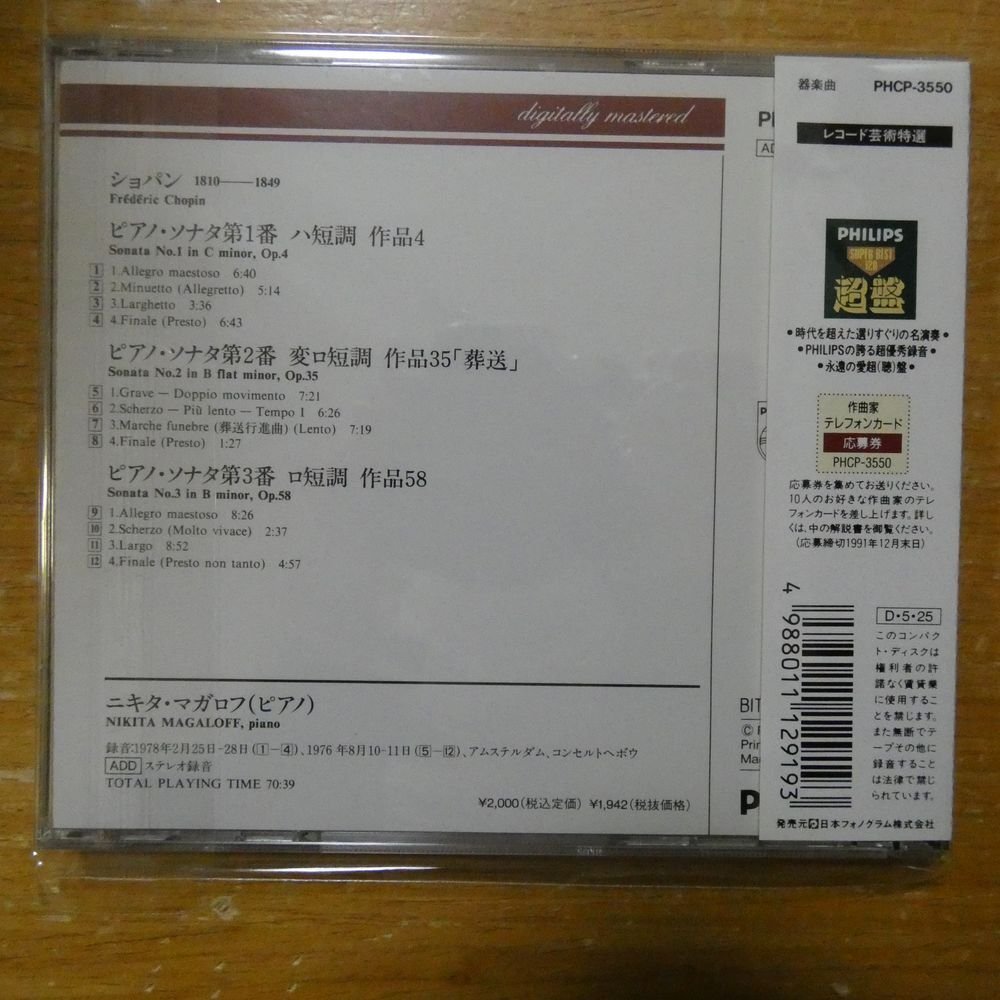 digitally mastered
ショパン 1810——1849
Frédéric Chopin
ピアノ・ソナタ第1番 ハ短調 作品4
Sonata No.1 in C minor, Op.4
1 1.Allegro maestoso 6:40
2 2.Minuetto (Allegretto) 5:14
3 3.Larghetto 3:36
4 4.Finale (Presto) 6:43
ピアノ・ソナタ第2番 変ロ短調 作品35「葬送」
Sonata No.2 in B flat minor, Op.35
5 1.Grave — Doppio movimento 7:21
6 2.Scherzo — Più lento — Tempo I 6:26
7 3.Marche funebre (葬送行進曲) (Lento) 7:19
8 4.Finale (Presto) 1:27
ピアノ・ソナタ第3番 ロ短調 作品58
Sonata No.3 in B minor, Op.58
9 1.Allegro maestoso 8:26
10 2.Scherzo (Molto vivace) 2:37
11 3.Largo 8:52
12 4.Finale (Presto non tanto) 4:57
ニキタ・マガロフ(ピアノ)
NIKITA MAGALOFF, piano
録音:1978年2月25日-28日(1-4)、1976年8月10-11日(5-12)、アムステルダム、コンセルトヘボウ
ADD ステレオ録音
TOTAL PLAYING TIME 70:39
¥2,000(税込定価) ¥1,942(税抜価格)
器楽曲 PHCP-3550
レコード芸術特選
PHILIPS
SUPER BEST
120
超盤
•時代を超えた選りすぐりの名演奏•
•PHILIPSの誇る超優秀録音•
•永遠の愛超(聴)盤•
作曲家
テレフォンカード
応募券
PHCP-3550
応募券を集めてお送りください。
10人のお好きな作曲家のテレ
フォンカードを差し上げます。詳し
くは、中の解説書を御覧ください。
(応募締切1991年12月末日)
D・5・25
このコンパク
ト・ディスクは
権利者の許
諾なく賃貸業
に使用するこ
とを禁じます。
また無断でテ
ープその他に
録音すること
は法律で禁じ
られています。
4 988011 129193
発売元 日本フォノグラム株式会社